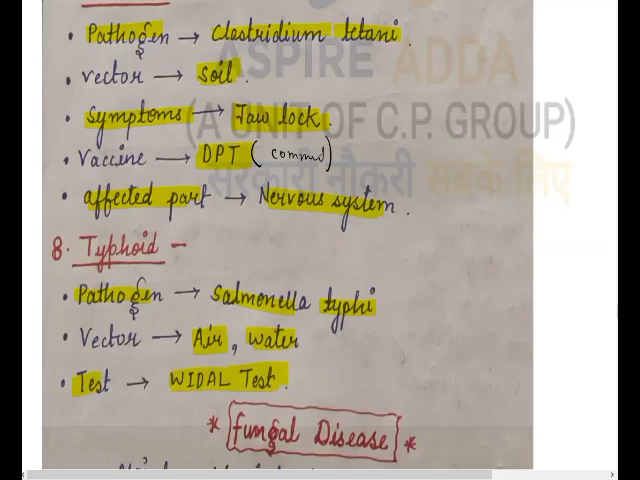 • Pathogen → Clostridium tetani
• Vector → Soil.
• Symptoms → Jaw lock.
• Vaccine → DPT (commd)
• affected part → Nervous system.
8. Typhoid -
• Pathogen → Salmonella typhi
• Vector → Air, water
• Test → WIDAL Test.
* Fungal Disease *
ASPIRE ADDA
(A UNIT OF C.P. GROUP)
सरकारी नौकरी सबके लिए